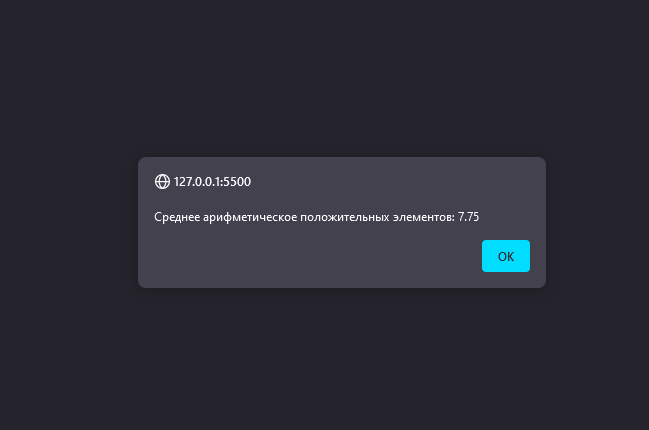 127.0.0.1:5500
Среднее арифметическое положительных элементов: 7.75
OK